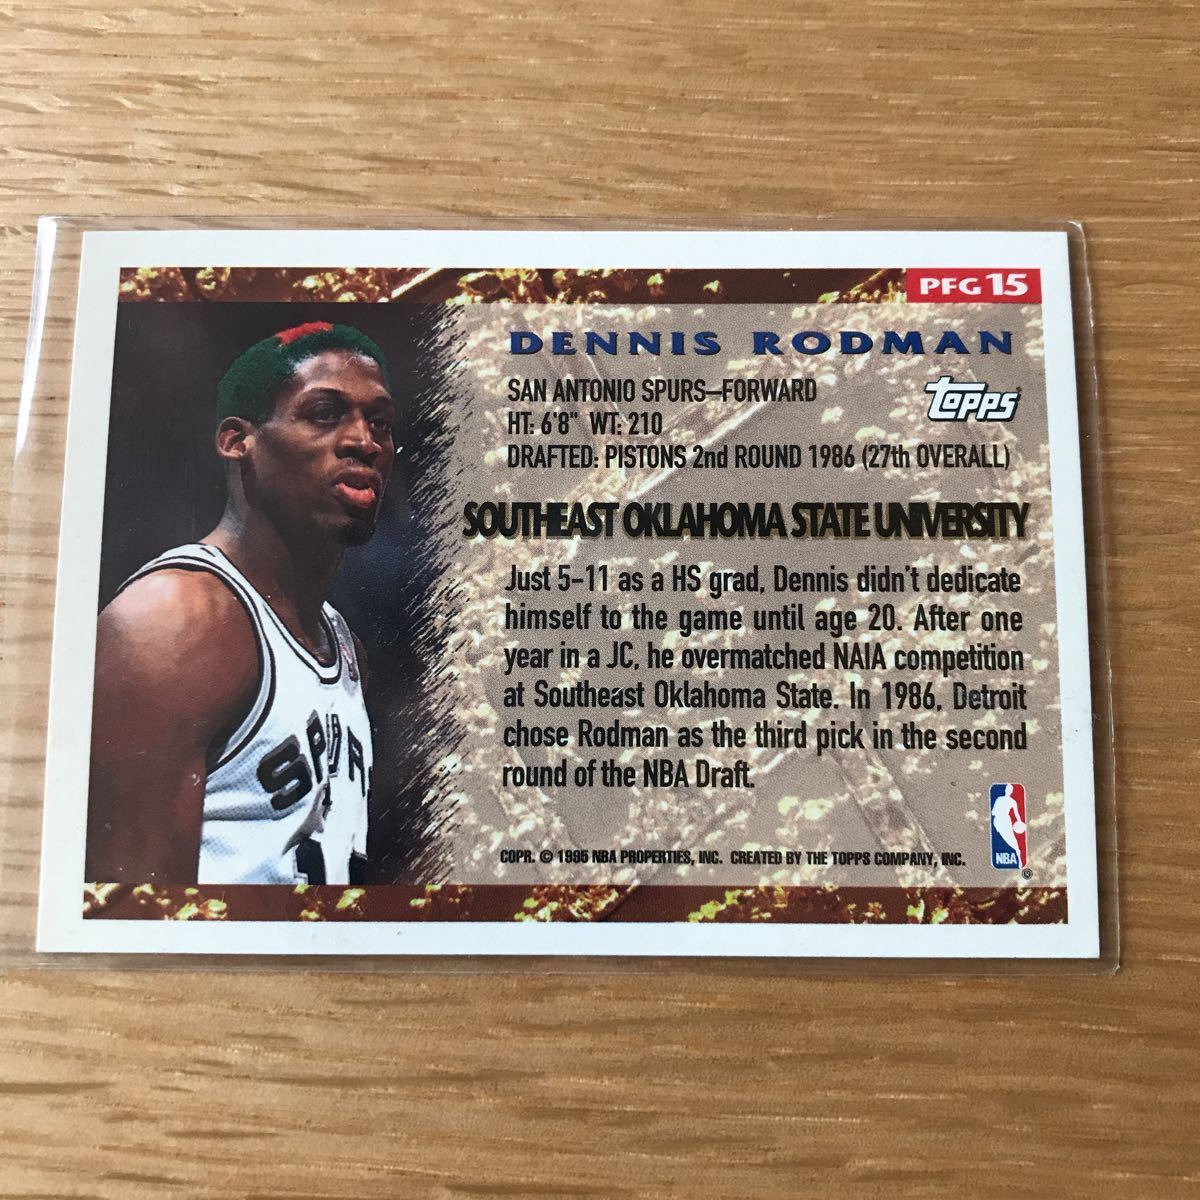 PFG 15
DENNIS RODMAN
SAN ANTONIO SPURS–FORWARD
topps
HT: 6'8" WT: 210
DRAFTED: PISTONS 2nd ROUND 1986 (27th OVERALL)
SOUTHEAST OKLAHOMA STATE UNIVERSITY
Just 5-11 as a HS grad, Dennis didn't dedicate
himself to the game until age 20. After one
year in a JC, he overmatched NAIA competition
at Southeast Oklahoma State. In 1986, Detroit
chose Rodman as the third pick in the second
round of the NBA Draft.
COPR. © 1995 NBA PROPERTIES, INC. CREATED BY THE TOPPS COMPANY, INC.
NBA
®
SPURS